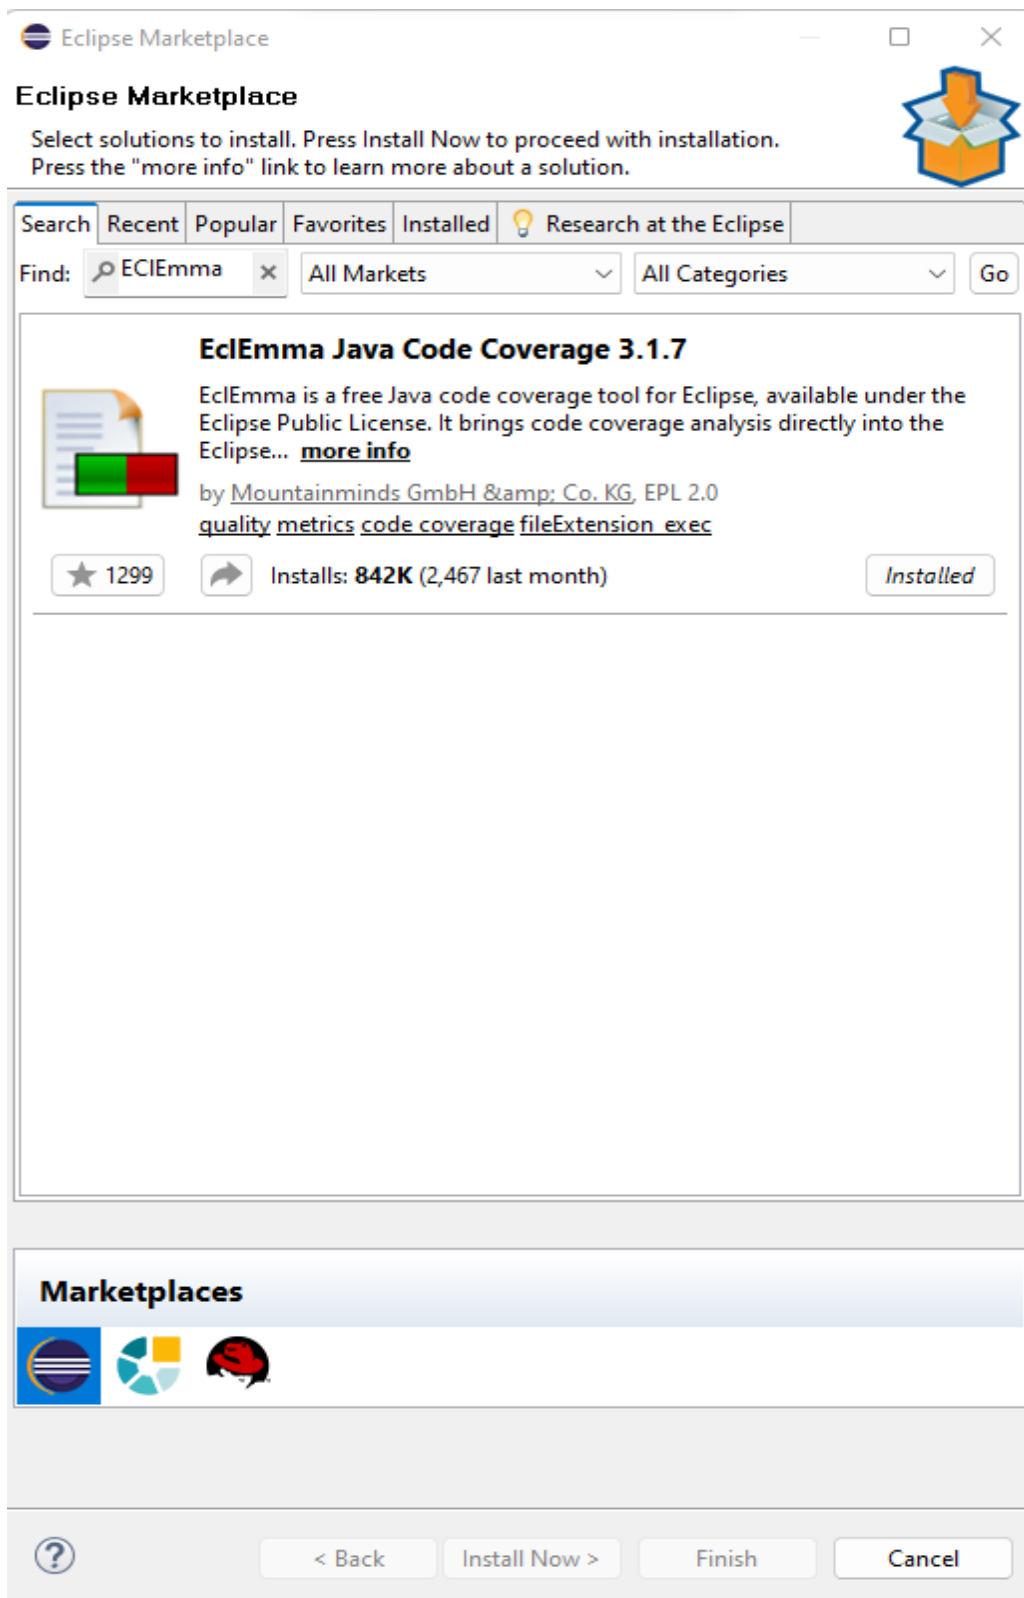 Eclipse Marketplace
Eclipse Marketplace
Select solutions to install. Press Install Now to proceed with installation.
Press the "more info" link to learn more about a solution.
Search Recent Popular Favorites Installed Research at the Eclipse
Find: EClEmma All Markets All Categories Go
EclEmma Java Code Coverage 3.1.7
EclEmma is a free Java code coverage tool for Eclipse, available under the
Eclipse Public License. It brings code coverage analysis directly into the
Eclipse... more info
by Mountainminds GmbH &amp; Co. KG, EPL 2.0
quality metrics code coverage fileExtension_exec
1299 Installs: 842K (2,467 last month) Installed
Marketplaces
< Back Install Now > Finish Cancel